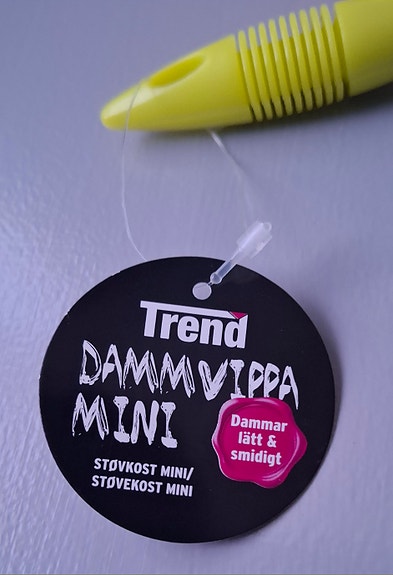 Trend
DAMMVIPPA
MINI
Dammar
lätt &
smidigt
STØVKOST MINI/
STØVEKOST MINI